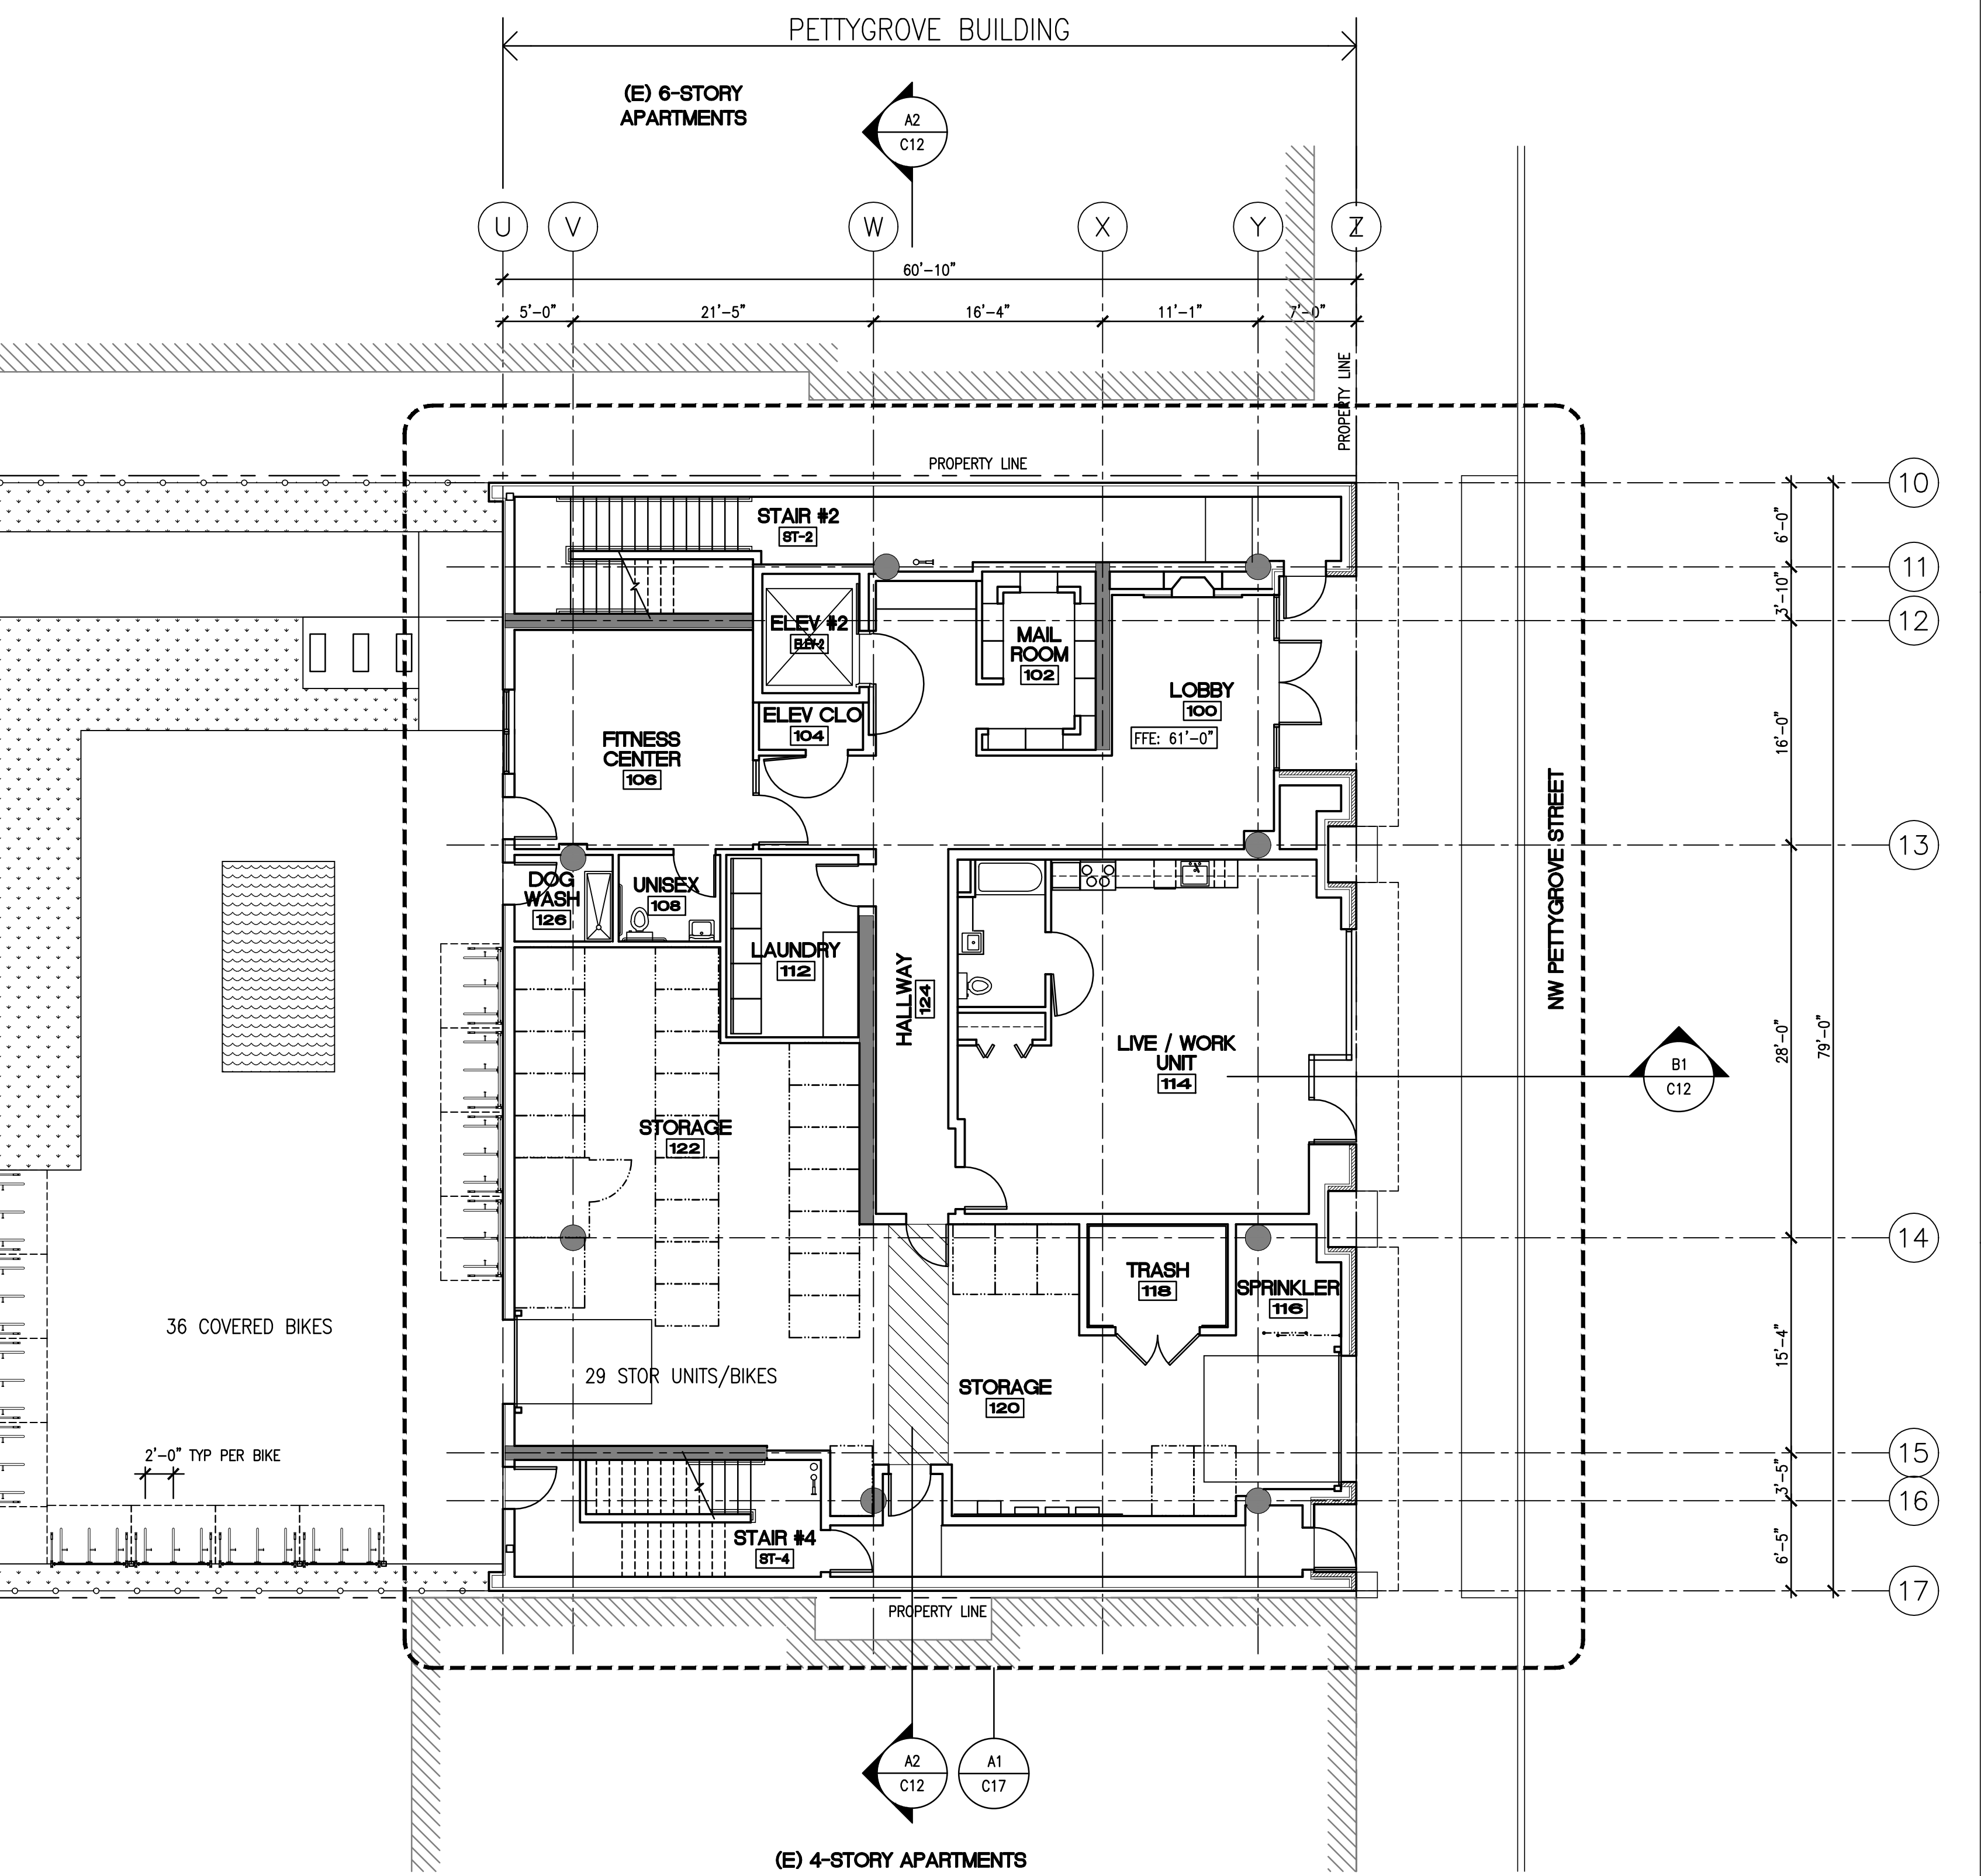 PETTYGROVE BUILDING
(E) 6-STORY
APARTMENTS
A2
C12
U
V
W
X
Y
Z
60'-10"
5'-0"
21'-5"
16'-4"
11'-1"
7'-0"
PROPERTY LINE
PROPERTY LINE
10
STAIR #2
ST-2
6'-0"
11
3'-10"
12
ELEV #2
ELEV-2
MAIL
ROOM
102
LOBBY
100
FFE: 61'-0"
ELEV CLO
104
FITNESS
CENTER
106
16'-0"
NW PETTYGROVE STREET
13
DOG
WASH
126
UNISEX
108
LAUNDRY
112
HALLWAY
124
LIVE / WORK
UNIT
114
28'-0"
79'-0"
B1
C12
STORAGE
122
14
TRASH
118
SPRINKLER
116
36 COVERED BIKES
29 STOR UNITS/BIKES
STORAGE
120
15'-4"
2'-0" TYP PER BIKE
15
3'-5"
16
STAIR #4
ST-4
6'-5"
17
PROPERTY LINE
A2
C12
A1
C17
(E) 4-STORY APARTMENTS